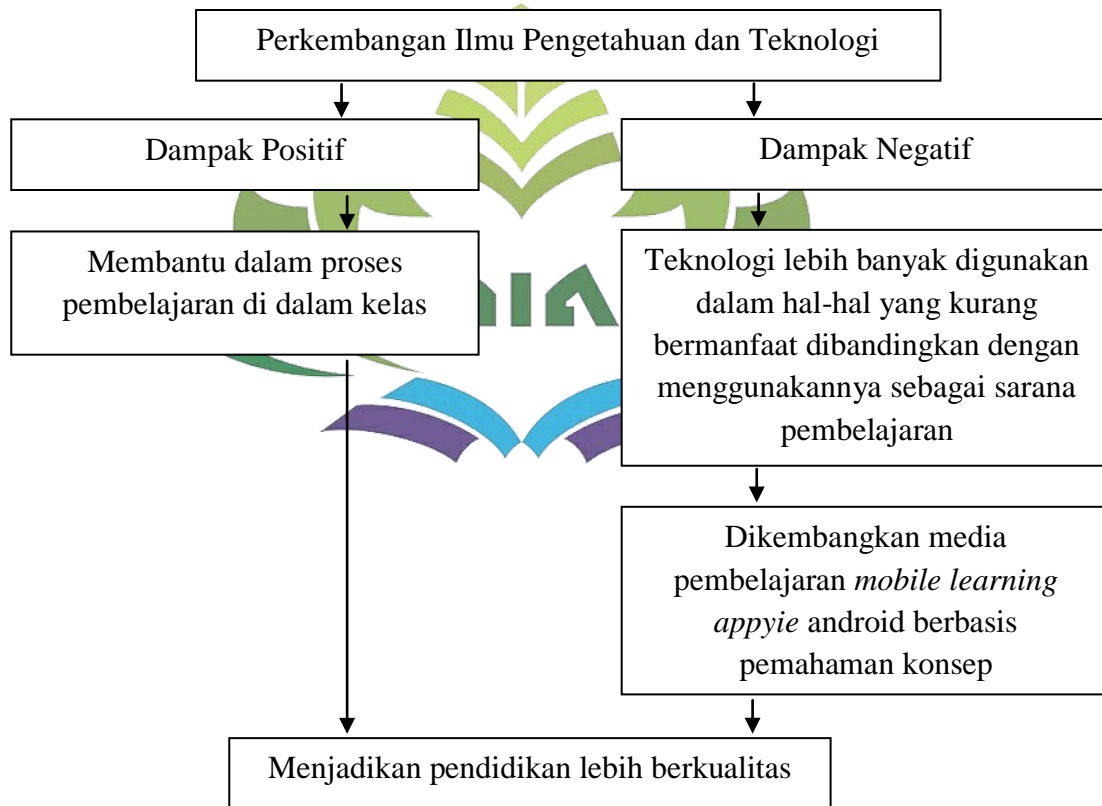 Perkembangan Ilmu Pengetahuan dan Teknologi
Dampak Positif
Dampak Negatif
Membantu dalam proses
pembelajaran di dalam kelas
Teknologi lebih banyak digunakan
dalam hal-hal yang kurang
bermanfaat dibandingkan dengan
menggunakannya sebagai sarana
pembelajaran
Dikembangkan media
pembelajaran mobile learning
appyie android berbasis
pemahaman konsep
Menjadikan pendidikan lebih berkualitas